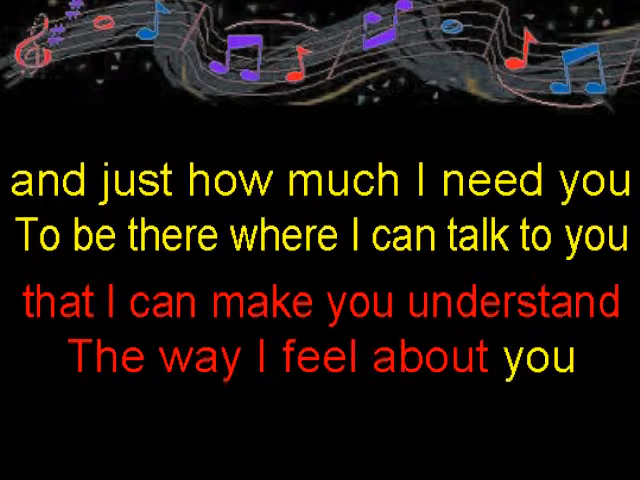 and just how much I need you
To be there where I can talk to you
that I can make you understand
The way I feel about you